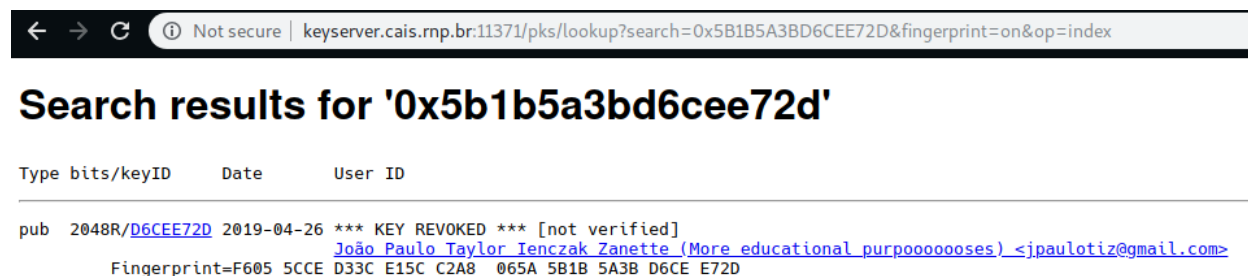 Not secure | keyserver.cais.rnp.br:11371/pks/lookup?search=0x5B1B5A3BD6CEE72D&fingerprint=on&op=index
Search results for '0x5b1b5a3bd6cee72d'
Type bits/keyID Date User ID
pub 2048R/D6CEE72D 2019-04-26 *** KEY REVOKED *** [not verified]
João Paulo Taylor Ienczak Zanette (More educational purpooooooses) <jpaulotiz@gmail.com>
Fingerprint=F605 5CCE D33C E15C C2A8 065A 5B1B 5A3B D6CE E72D